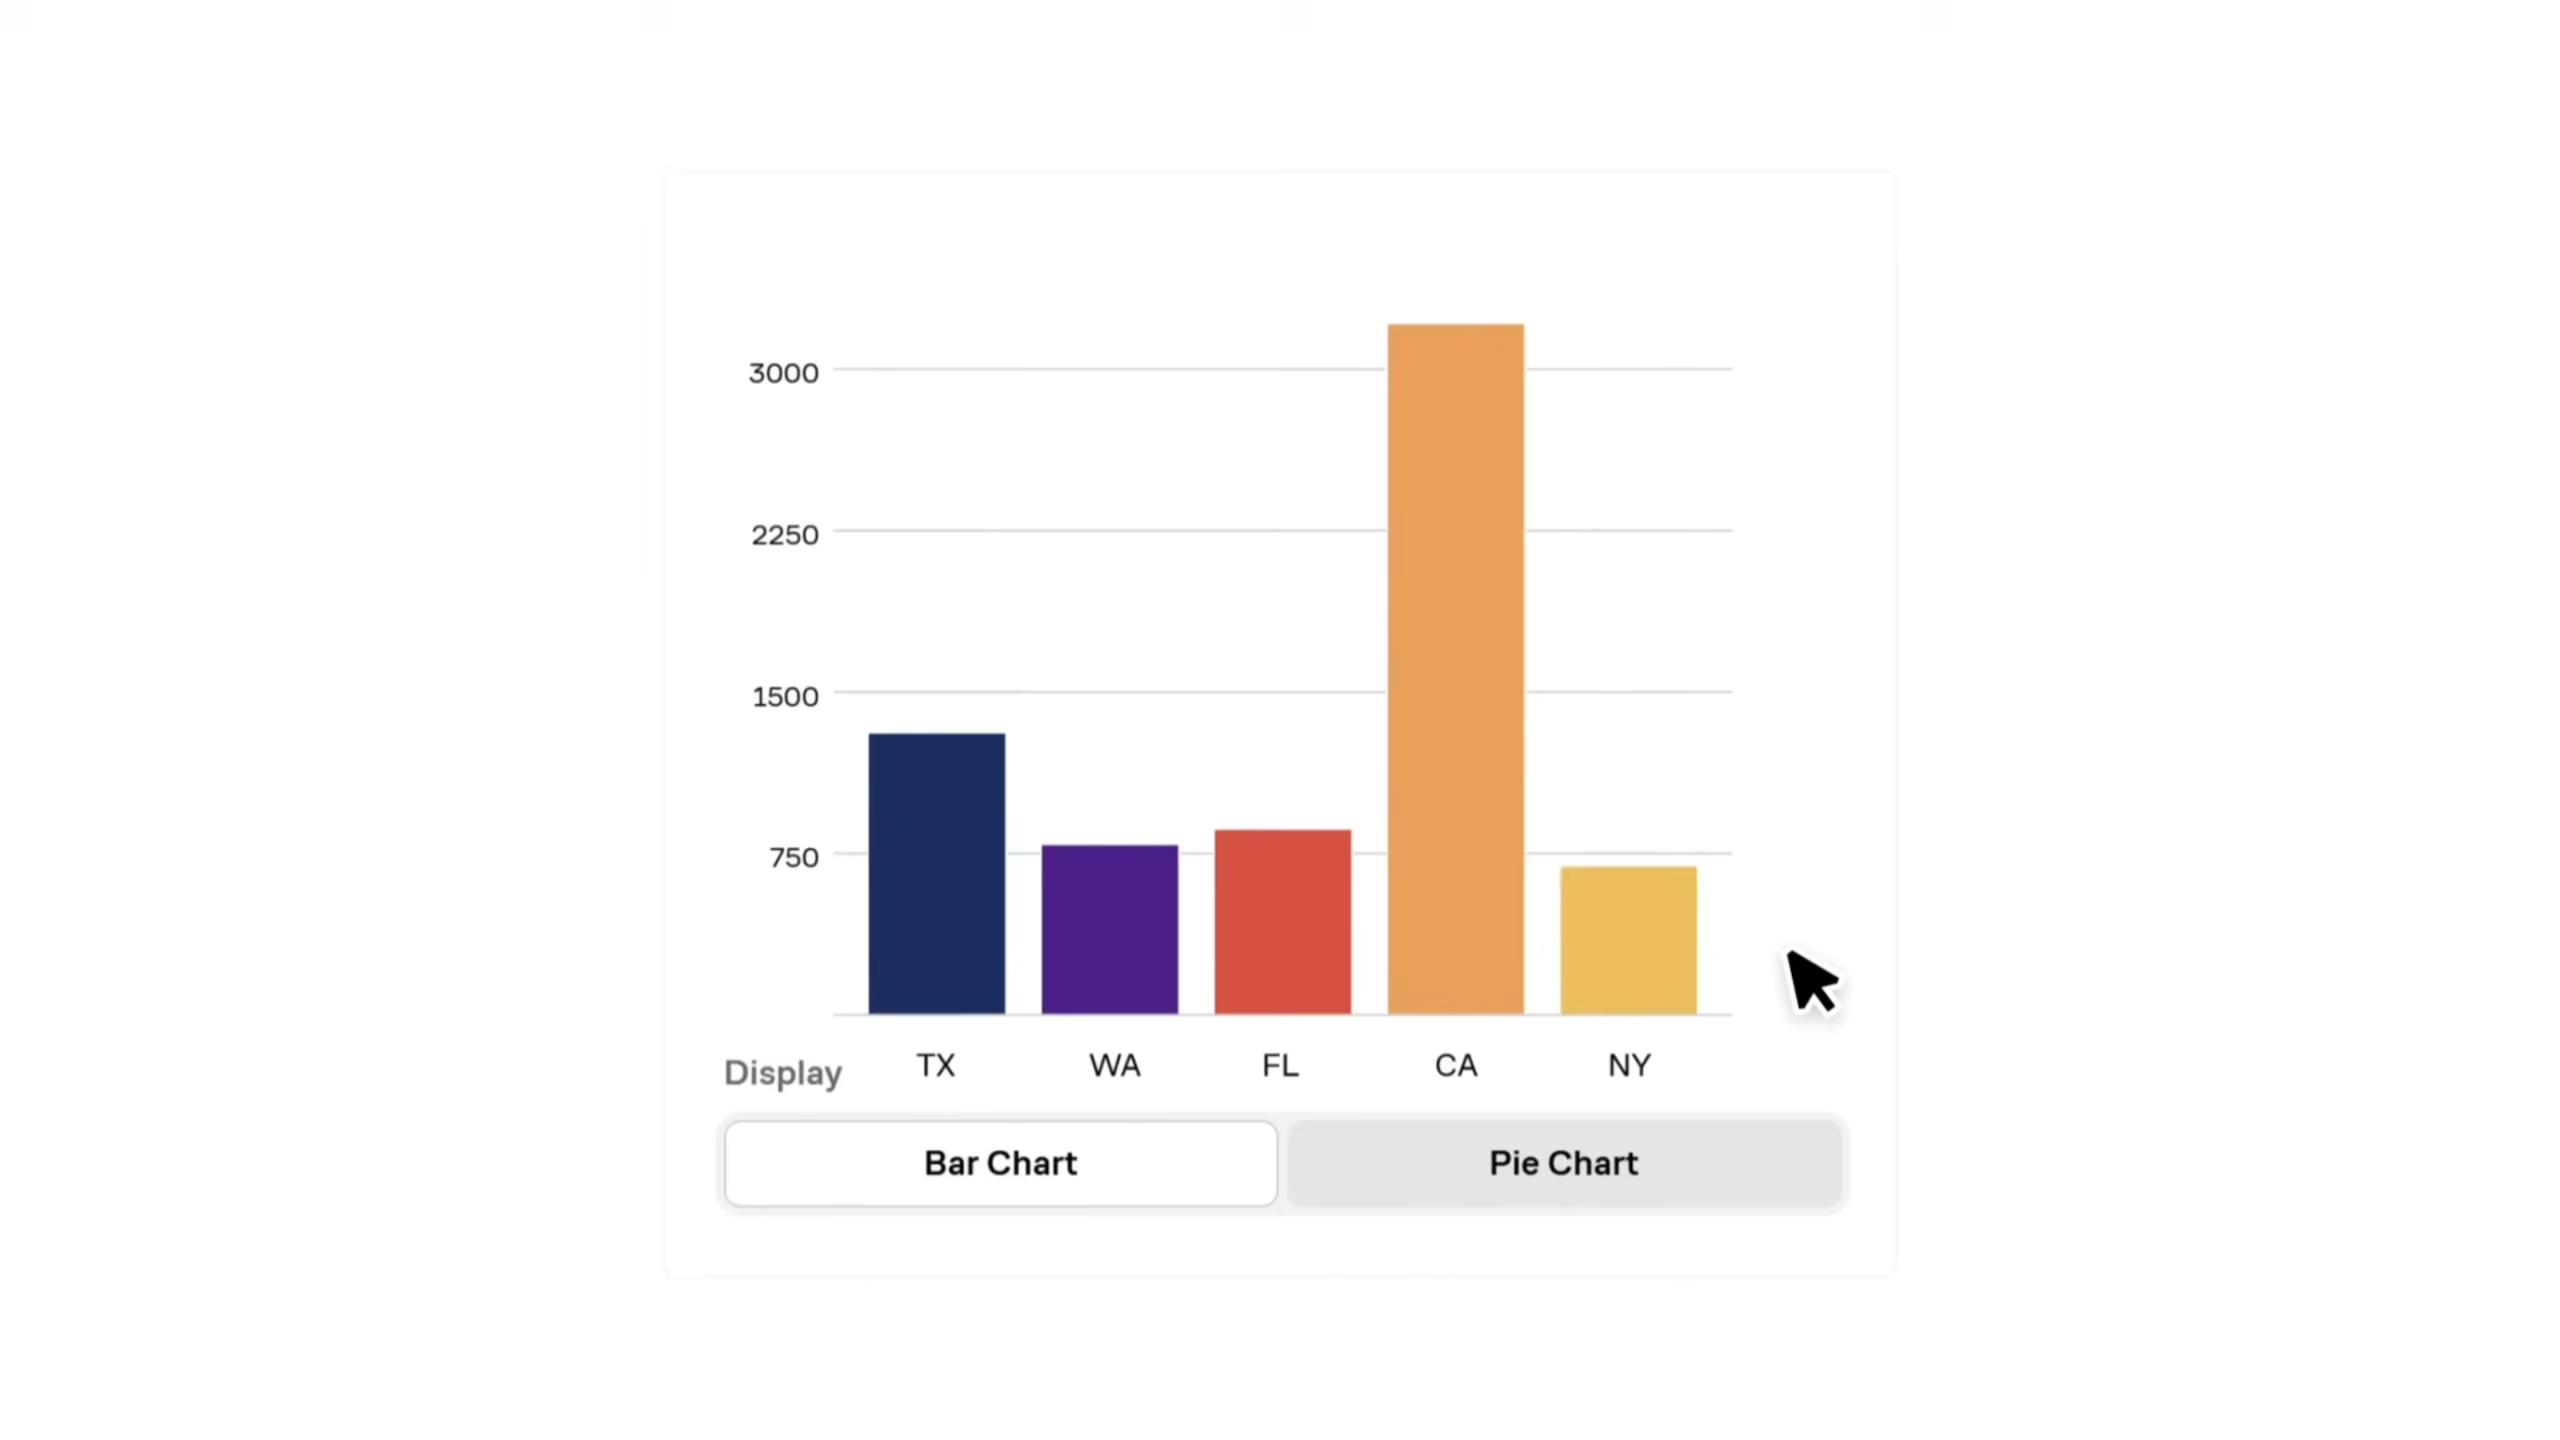 3000
2250
1500
750
TX WA FL CA NY
Display
Bar Chart Pie Chart